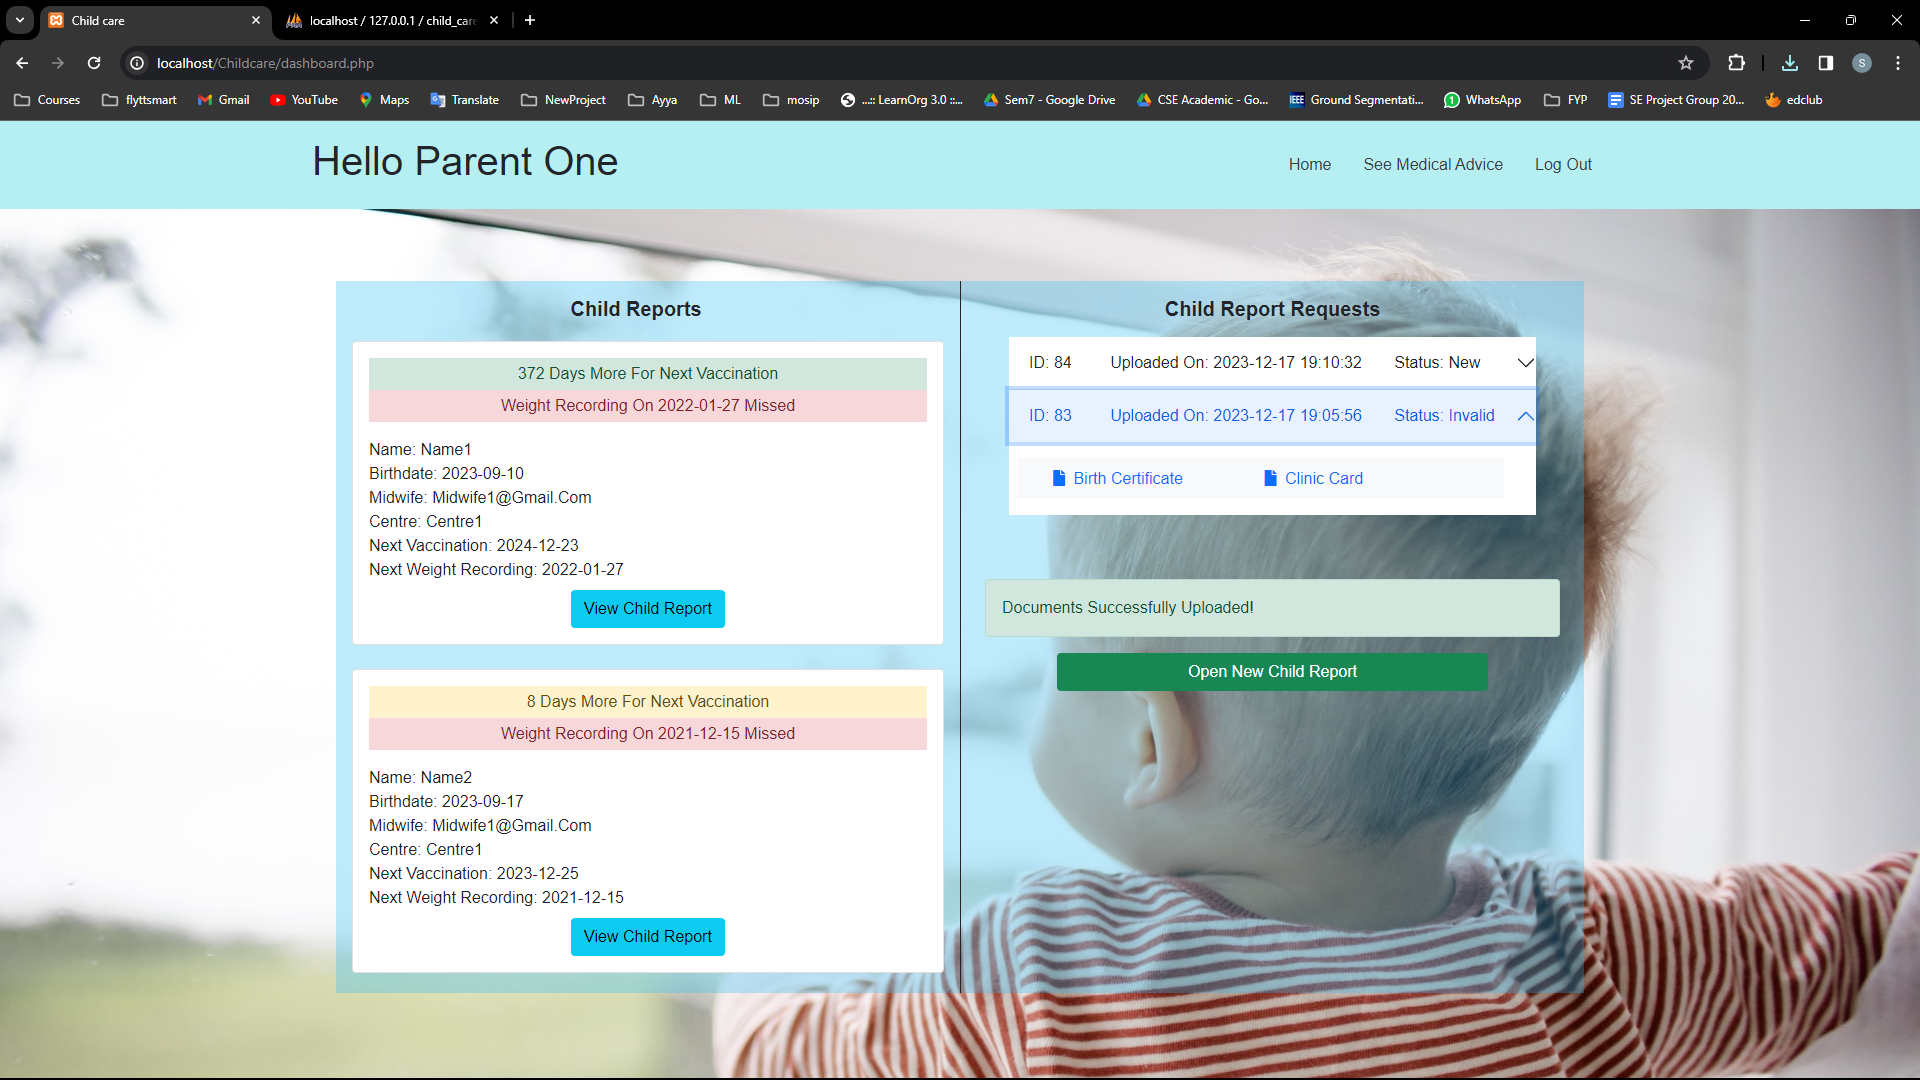 Child care
localhost / 127.0.0.1 / child_care
localhost/Childcare/dashboard.php
Courses flyttsmart Gmail YouTube Maps Translate NewProject Ayya ML mosip ...:: LearnOrg 3.0 ::... Sem7 - Google Drive CSE Academic - Go... IEEE Ground Segmentati... WhatsApp FYP SE Project Group 20... edclub
Hello Parent One
Home See Medical Advice Log Out
Child Reports
372 Days More For Next Vaccination
Weight Recording On 2022-01-27 Missed
Name: Name1
Birthdate: 2023-09-10
Midwife: Midwife1@Gmail.Com
Centre: Centre1
Next Vaccination: 2024-12-23
Next Weight Recording: 2022-01-27
View Child Report
8 Days More For Next Vaccination
Weight Recording On 2021-12-15 Missed
Name: Name2
Birthdate: 2023-09-17
Midwife: Midwife1@Gmail.Com
Centre: Centre1
Next Vaccination: 2023-12-25
Next Weight Recording: 2021-12-15
View Child Report
Child Report Requests
ID: 84 Uploaded On: 2023-12-17 19:10:32 Status: New
ID: 83 Uploaded On: 2023-12-17 19:05:56 Status: Invalid
Birth Certificate Clinic Card
Documents Successfully Uploaded!
Open New Child Report